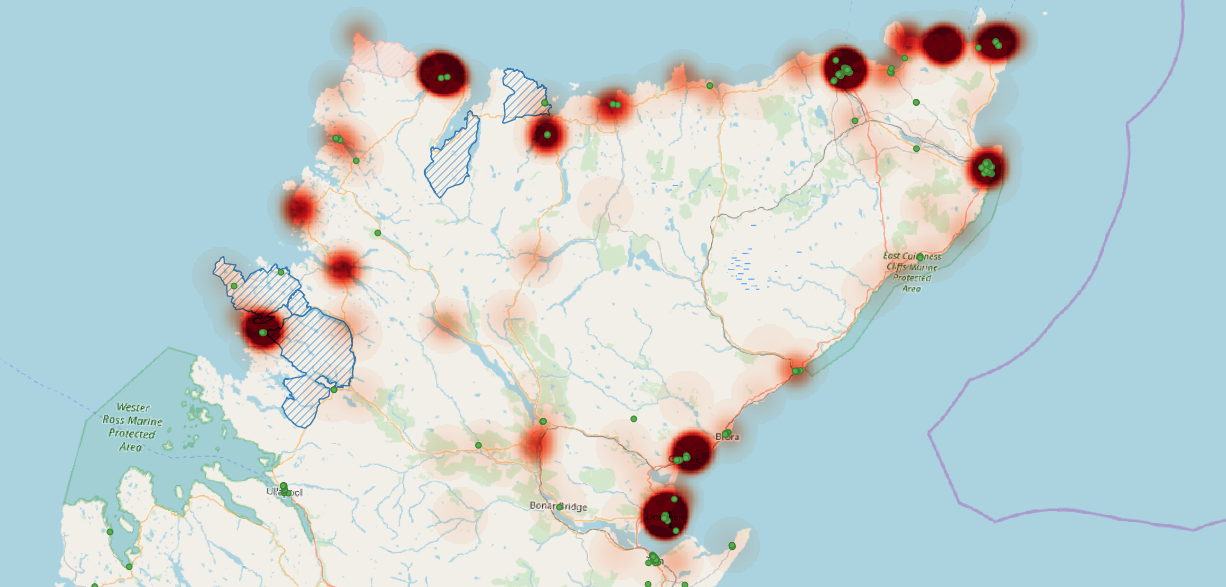 East Caithness
Cliffs Marine
Protected
Area
Wester
Ross Marine
Protected
Area
Brora
Ullapool
Bonar Bridge